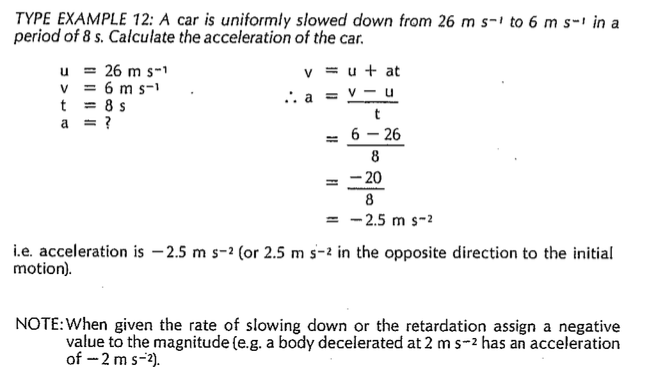 TYPE EXAMPLE 12: A car is uniformly slowed down from 26 m s⁻¹ to 6 m s⁻¹ in a
period of 8 s. Calculate the acceleration of the car.
u = 26 m s⁻¹
v = 6 m s⁻¹
t = 8 s
a = ?
v = u + at
∴ a = v − u
t
= 6 − 26
8
= −20
8
= −2.5 m s⁻²
i.e. acceleration is −2.5 m s⁻² (or 2.5 m s⁻² in the opposite direction to the initial
motion).
NOTE: When given the rate of slowing down or the retardation assign a negative
value to the magnitude (e.g. a body decelerated at 2 m s⁻² has an acceleration
of −2 m s⁻²).